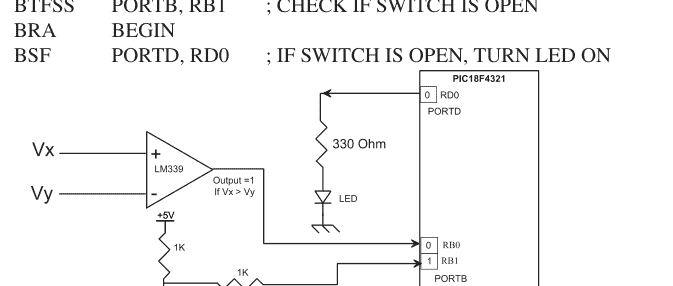 BTFSS PORTB, RB1 ; CHECK IF SWITCH IS OPEN
BRA BEGIN
BSF PORTD, RD0 ; IF SWITCH IS OPEN, TURN LED ON
PIC18F4321
0 RD0
PORTD
330 Ohm
Vx
+
LM339
Output =1
If Vx > Vy
Vy
-
LED
+5V
1K
0 RB0
1 RB1
1K
PORTB